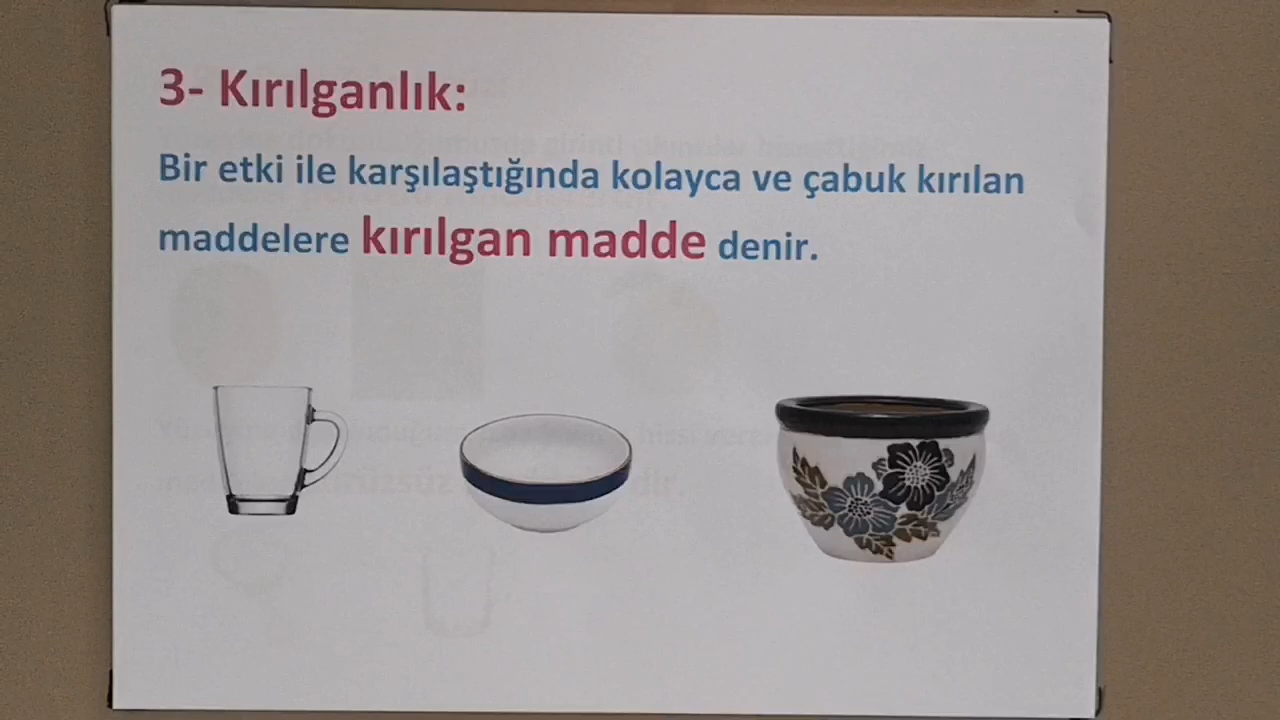 3- Kırılganlık:
Bir etki ile karşılaştığında kolayca ve çabuk kırılan
maddelere kırılgan madde denir.